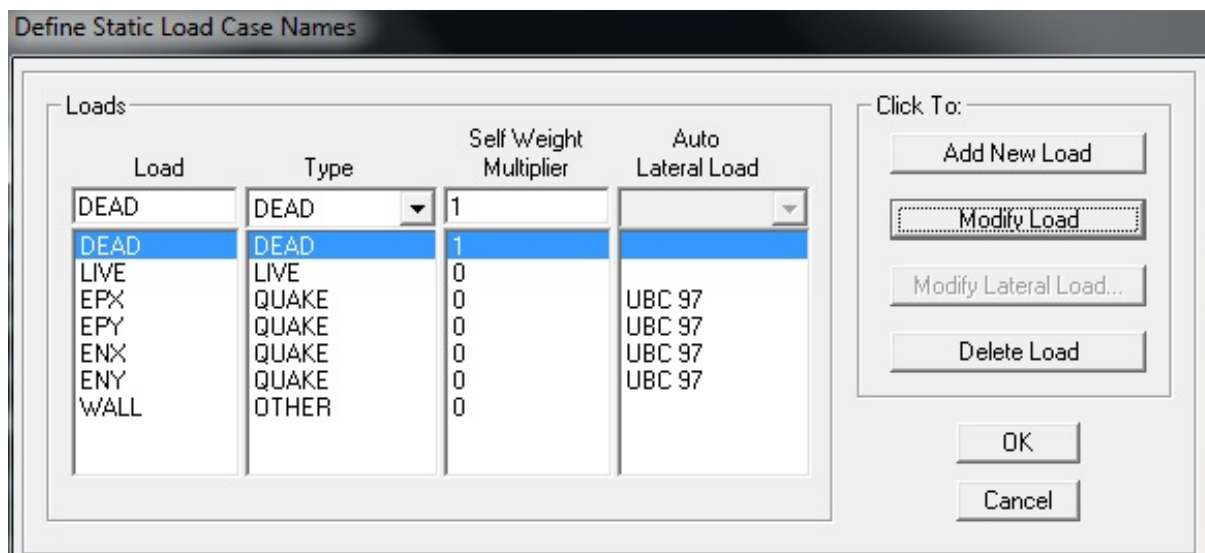 Define Static Load Case Names
Loads
Load Type Self Weight Multiplier Auto Lateral Load
DEAD DEAD 1
DEAD DEAD 1
LIVE LIVE 0
EPX QUAKE 0 UBC 97
EPY QUAKE 0 UBC 97
ENX QUAKE 0 UBC 97
ENY QUAKE 0 UBC 97
WALL OTHER 0
Click To:
Add New Load
Modify Load
Modify Lateral Load...
Delete Load
OK
Cancel